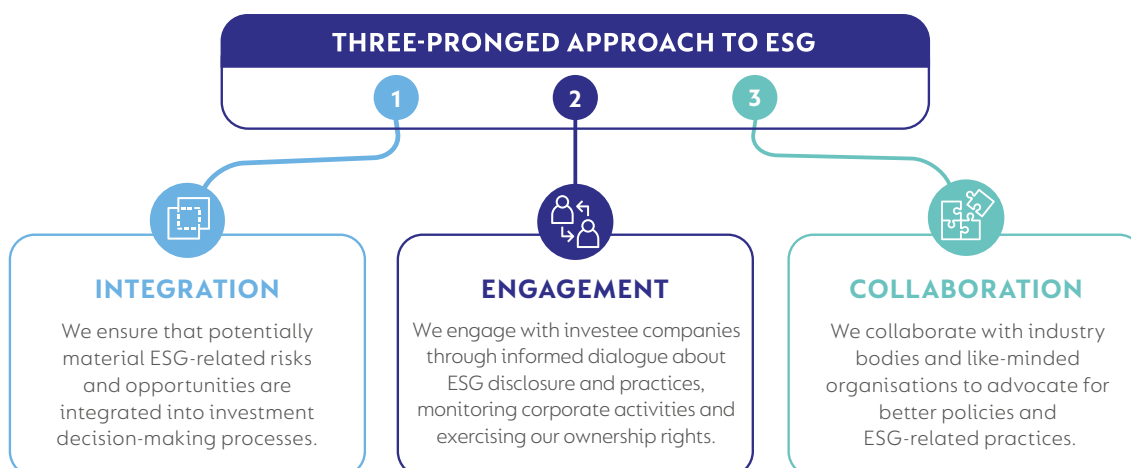 THREE-PRONGED APPROACH TO ESG
1
2
3
INTEGRATION
We ensure that potentially
material ESG-related risks
and opportunities are
integrated into investment
decision-making processes.
ENGAGEMENT
We engage with investee companies
through informed dialogue about
ESG disclosure and practices,
monitoring corporate activities and
exercising our ownership rights.
COLLABORATION
We collaborate with industry
bodies and like-minded
organisations to advocate for
better policies and
ESG-related practices.